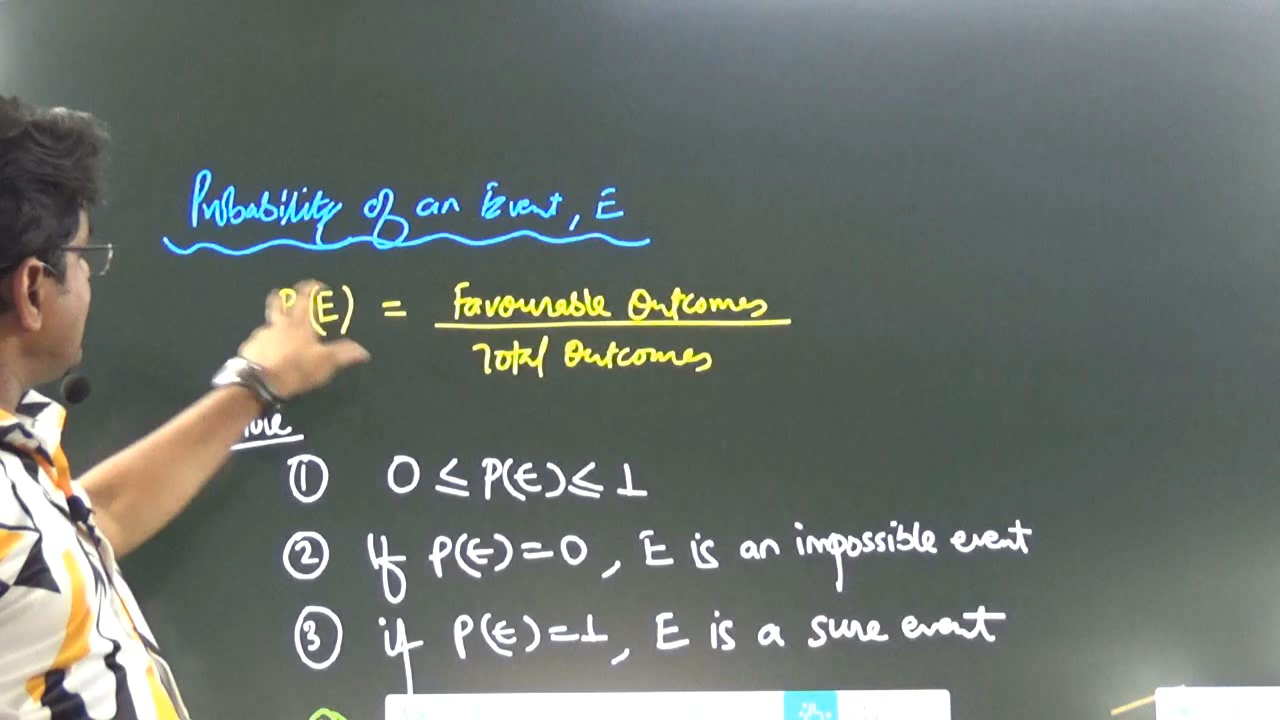 Probability of an Event, E
P(E) = Favourable Outcomes
Total Outcomes
① 0 ≤ P(E) ≤ 1
② If P(E)=0, E is an impossible event
③ if P(E)=1, E is a sure event